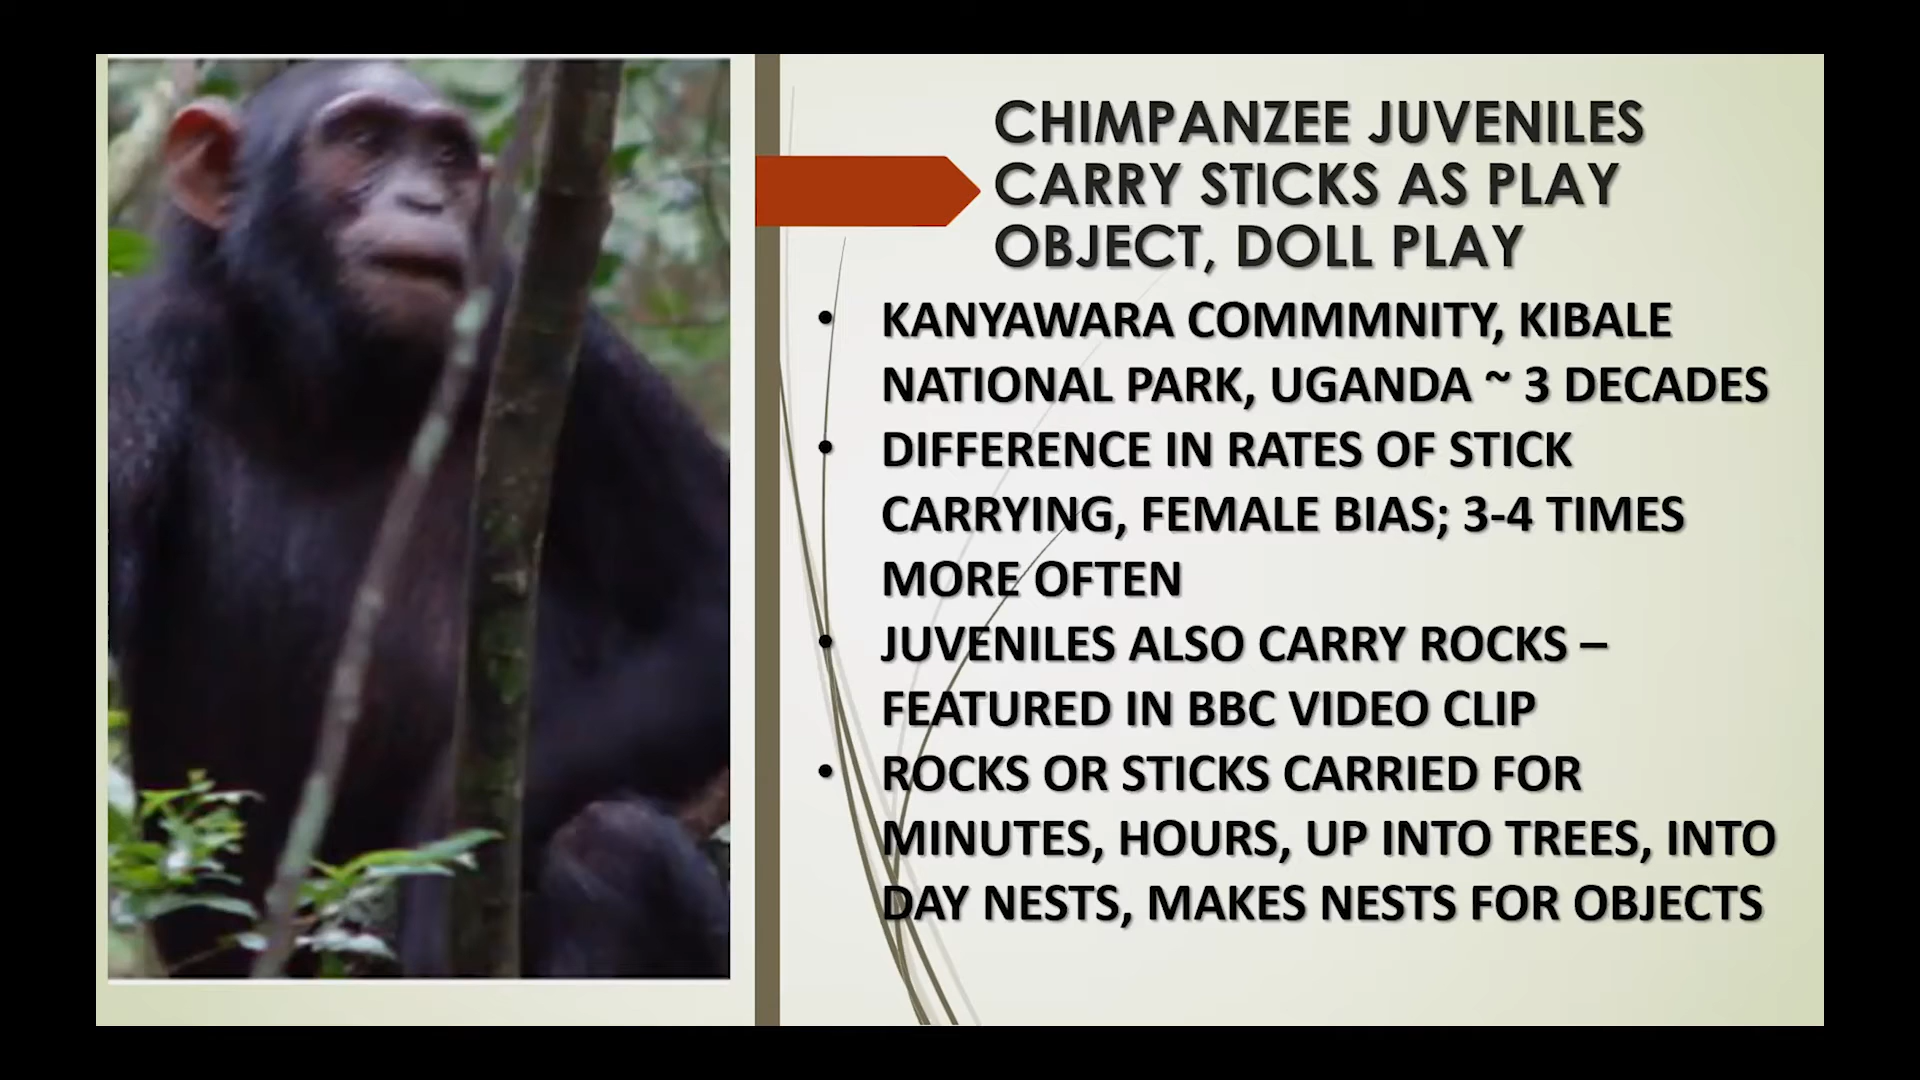 CHIMPANZEE JUVENILES
CARRY STICKS AS PLAY
OBJECT, DOLL PLAY
• KANYAWARA COMMMNITY, KIBALE
NATIONAL PARK, UGANDA ~ 3 DECADES
• DIFFERENCE IN RATES OF STICK
CARRYING, FEMALE BIAS; 3-4 TIMES
MORE OFTEN
• JUVENILES ALSO CARRY ROCKS –
FEATURED IN BBC VIDEO CLIP
• ROCKS OR STICKS CARRIED FOR
MINUTES, HOURS, UP INTO TREES, INTO
DAY NESTS, MAKES NESTS FOR OBJECTS